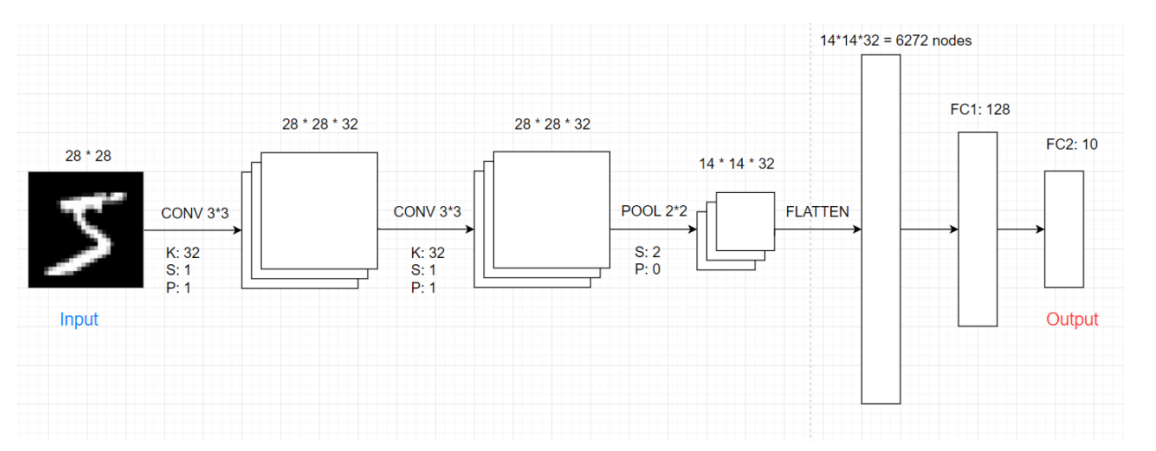 28 * 28
Input
CONV 3*3
K: 32
S: 1
P: 1
28 * 28 * 32
CONV 3*3
K: 32
S: 1
P: 1
28 * 28 * 32
POOL 2*2
S: 2
P: 0
14 * 14 * 32
FLATTEN
14*14*32 = 6272 nodes
FC1: 128
FC2: 10
Output